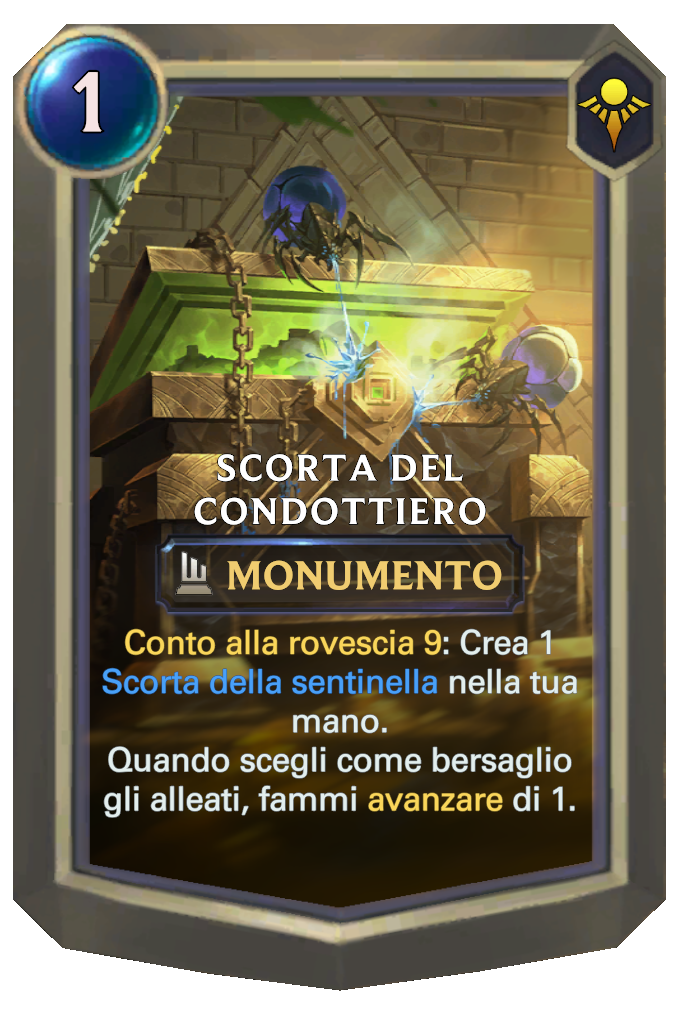 1
SCORTA DEL
CONDOTTIERO
MONUMENTO
Conto alla rovescia 9: Crea 1
Scorta della sentinella nella tua
mano.
Quando scegli come bersaglio
gli alleati, fammi avanzare di 1.